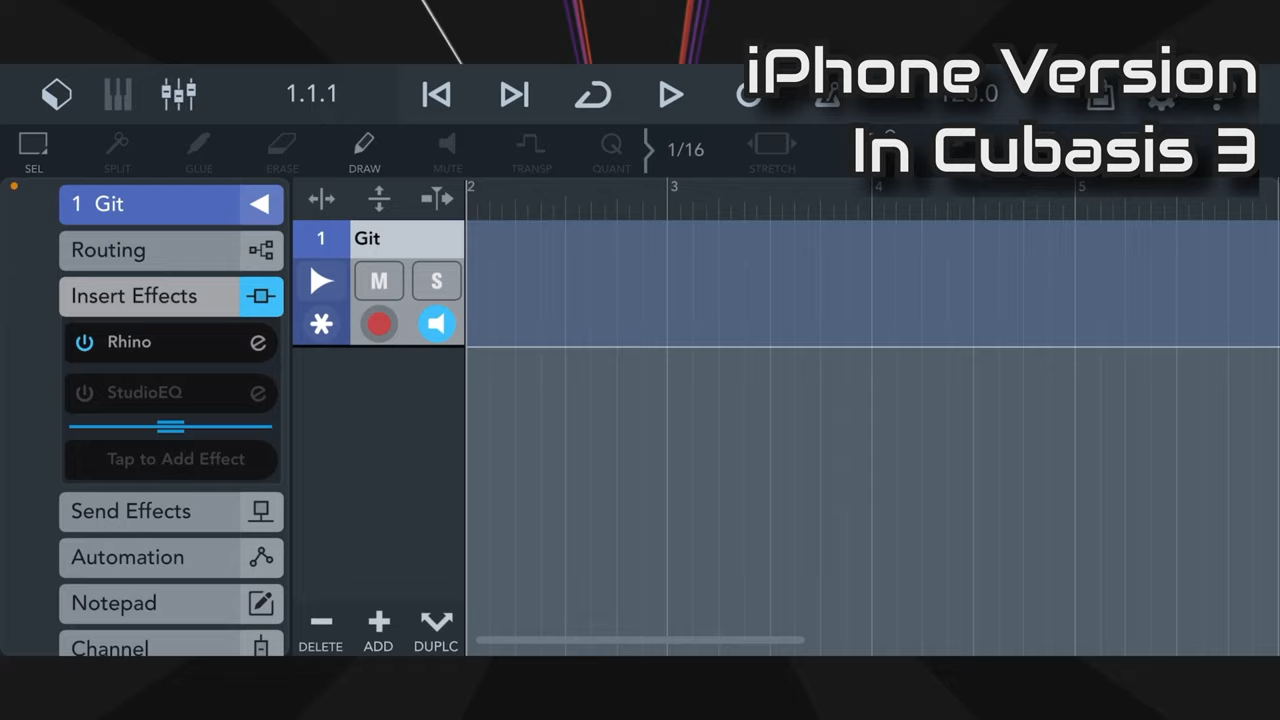 iPhone Version
In Cubasis 3
1.1.1
SEL
SPLIT
GLUE
ERASE
DRAW
MUTE
TRANSP
QUANT
1/16
STRETCH
1 Git
Routing
Insert Effects
Rhino
StudioEQ
Tap to Add Effect
Send Effects
Automation
Notepad
Channel
2
3
4
5
1 Git
M
S
DELETE
ADD
DUPLC